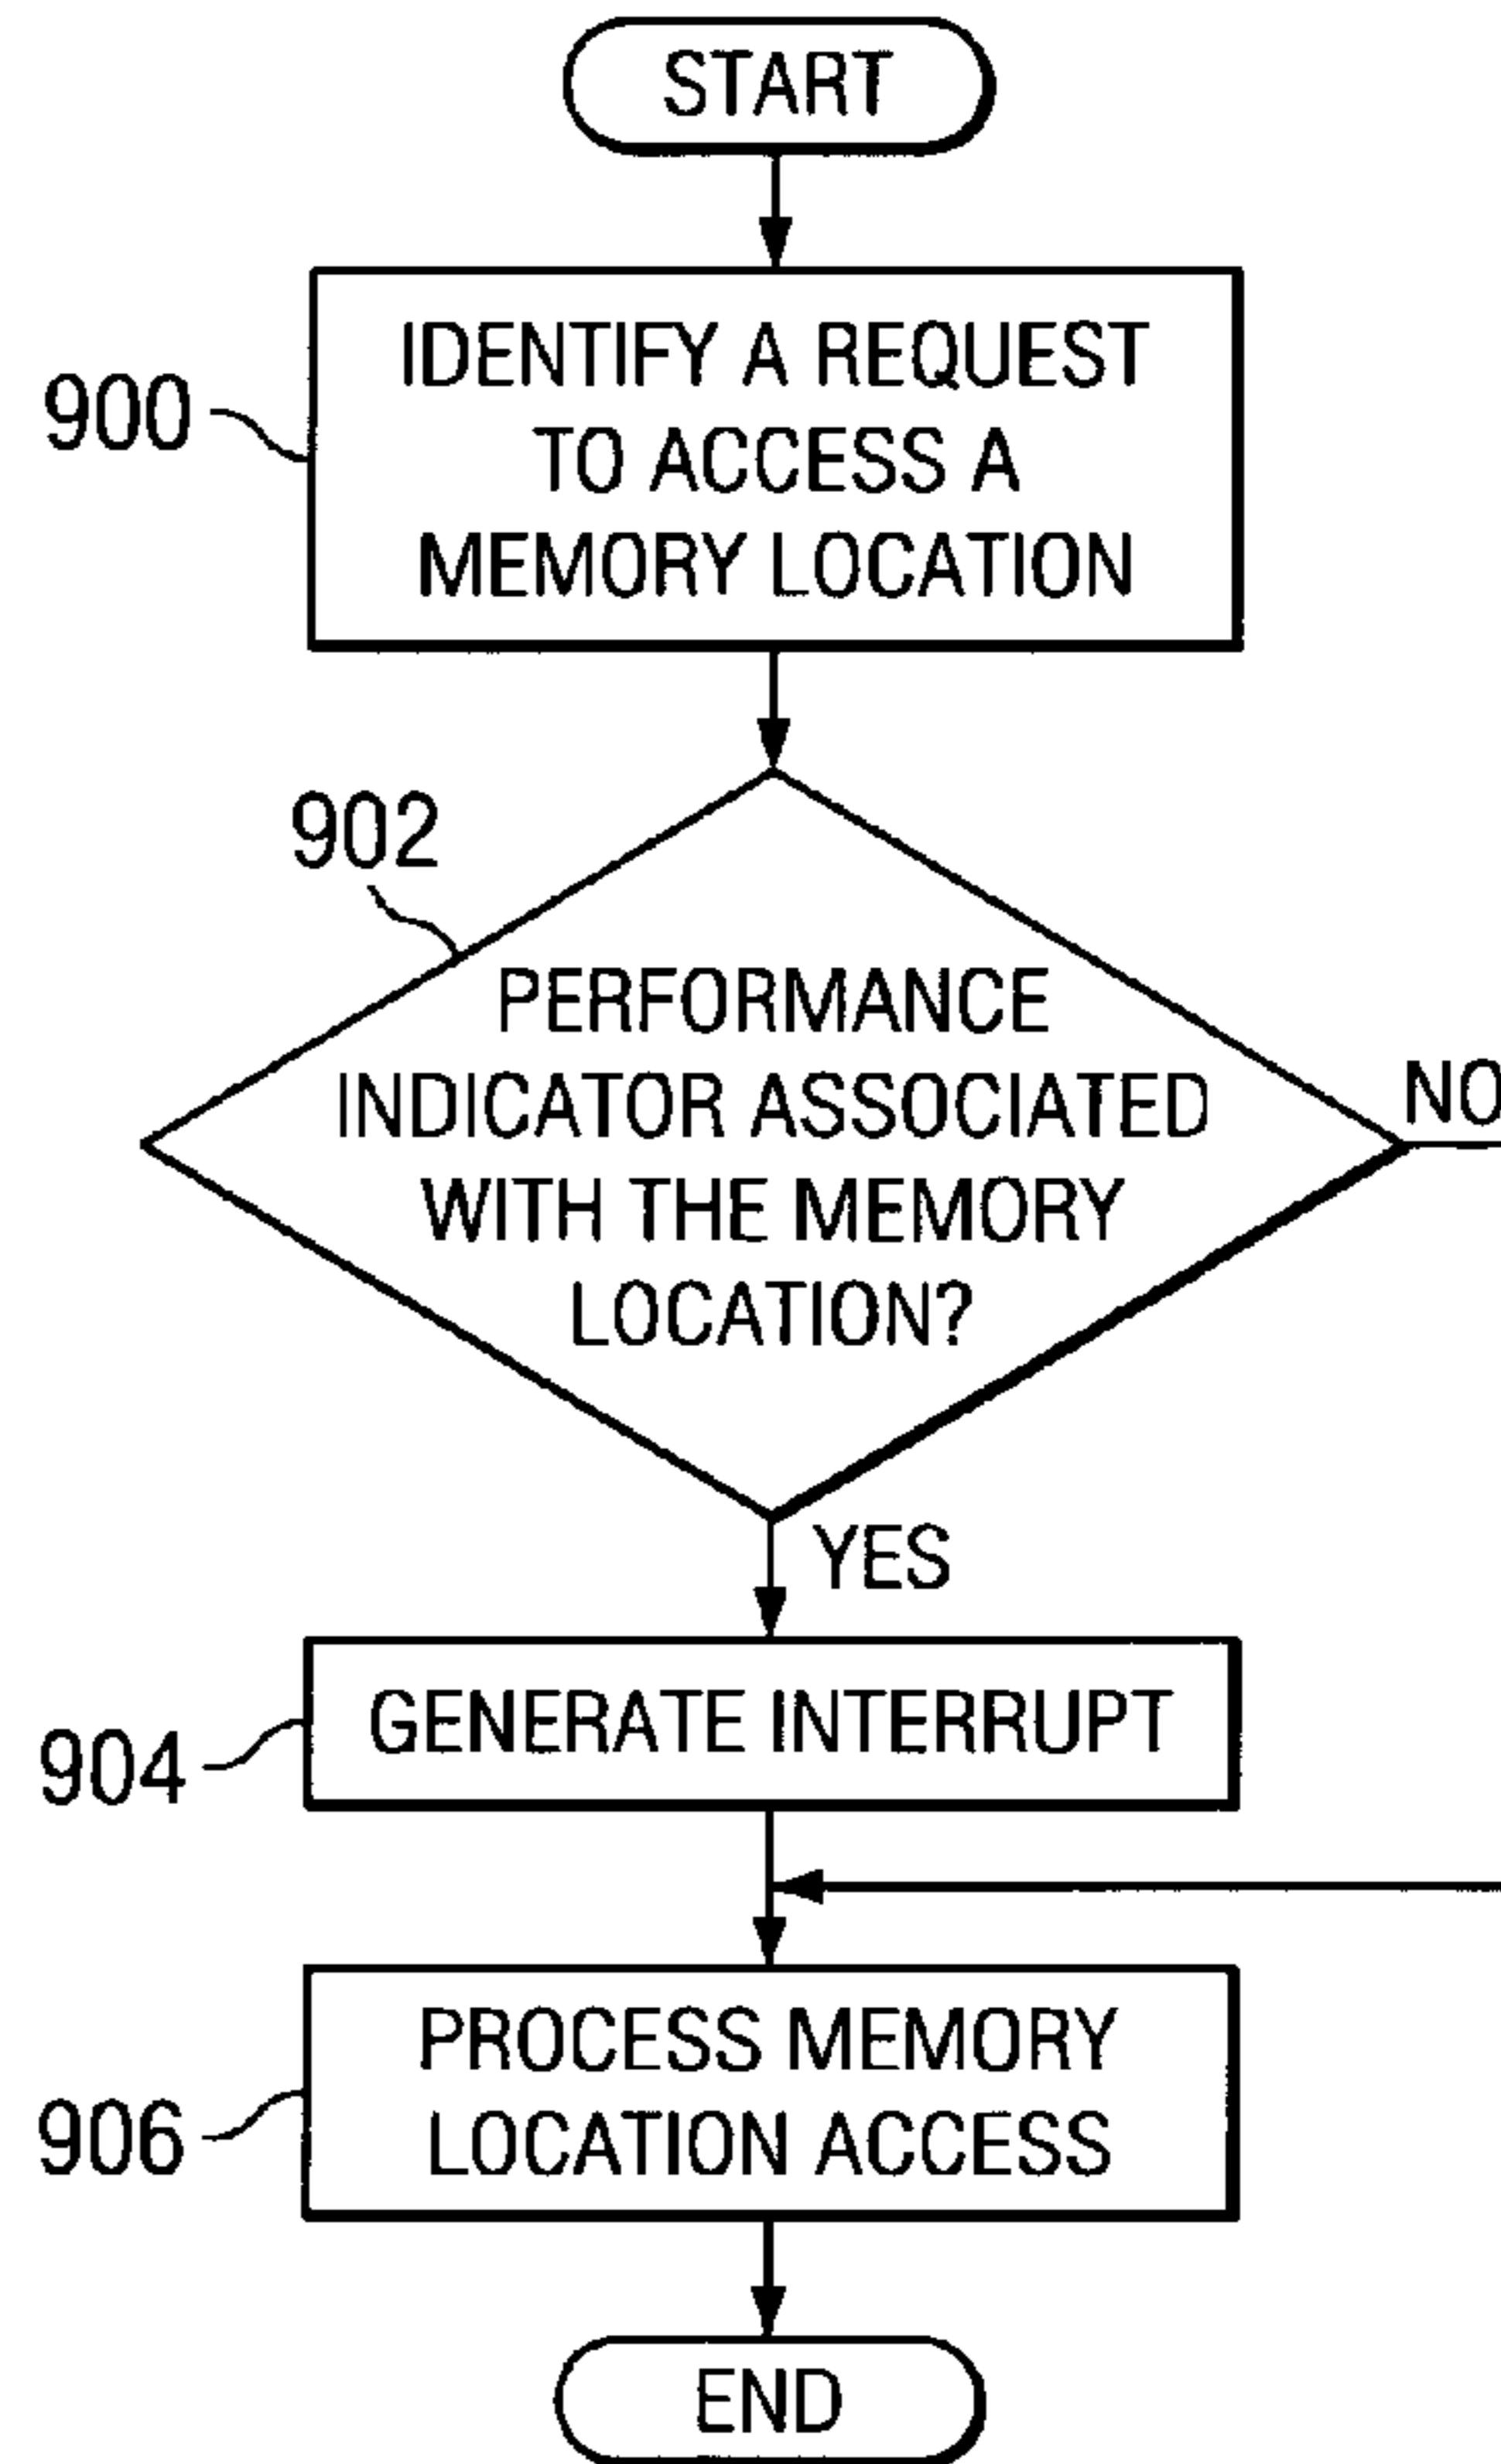 START
900
IDENTIFY A REQUEST
TO ACCESS A
MEMORY LOCATION
902
PERFORMANCE
INDICATOR ASSOCIATED
WITH THE MEMORY
LOCATION?
NO
YES
904
GENERATE INTERRUPT
906
PROCESS MEMORY
LOCATION ACCESS
END